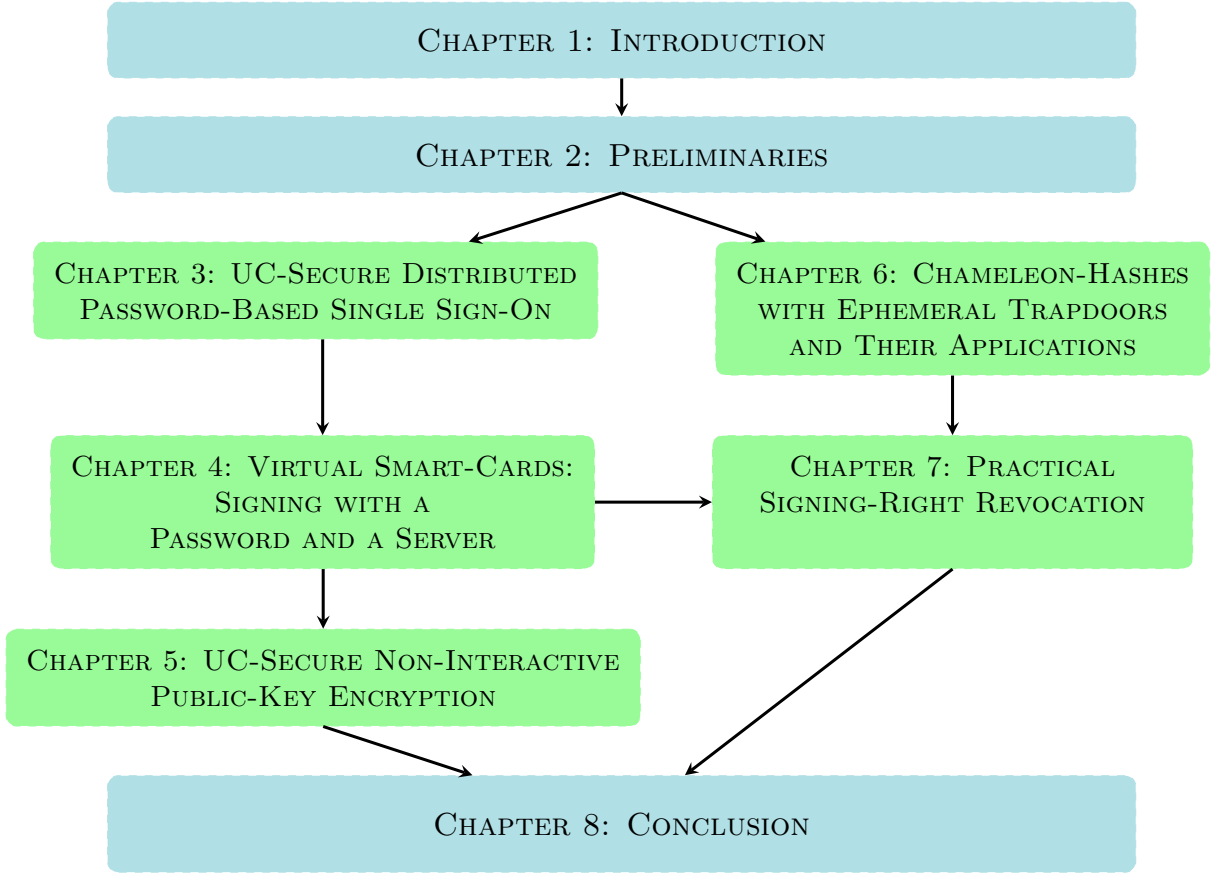 Chapter 1: Introduction
Chapter 2: Preliminaries
Chapter 3: UC-Secure Distributed
Password-Based Single Sign-On
Chapter 6: Chameleon-Hashes
with Ephemeral Trapdoors
and Their Applications
Chapter 4: Virtual Smart-Cards:
Signing with a
Password and a Server
Chapter 7: Practical
Signing-Right Revocation
Chapter 5: UC-Secure Non-Interactive
Public-Key Encryption
Chapter 8: Conclusion